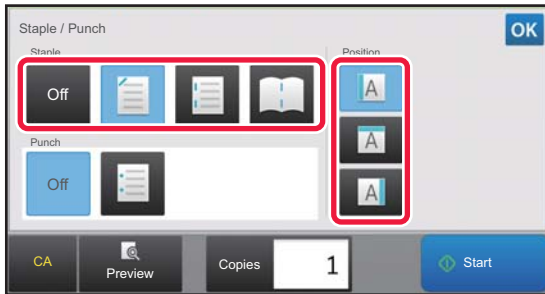 Staple / Punch
OK
Staple
Position
Off
A
A
A
Punch
Off
CA
Preview
Copies
1
Start